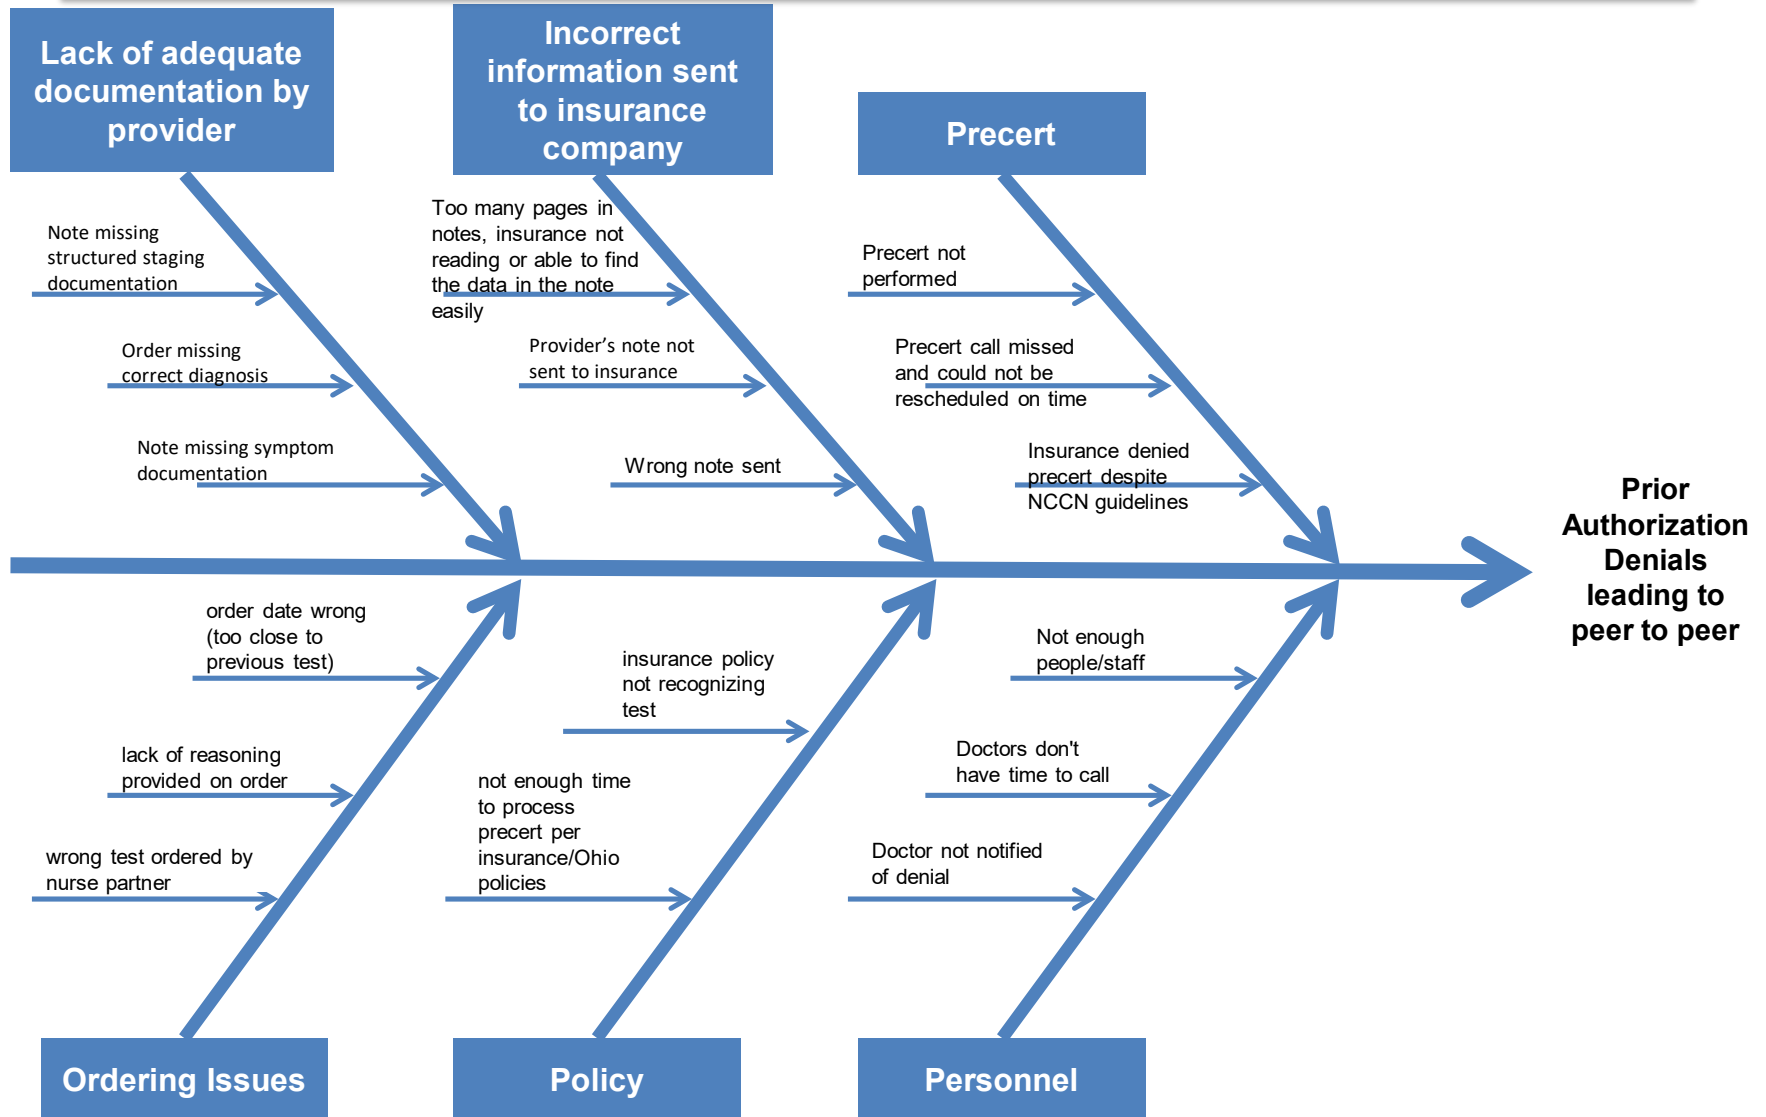 Lack of adequate
documentation by
provider
Incorrect
information sent
to insurance
company
Precert
Note missing
structured staging
documentation
Order missing
correct diagnosis
Note missing symptom
documentation
Too many pages in
notes, insurance not
reading or able to find
the data in the note
easily
Provider’s note not
sent to insurance
Wrong note sent
Precert not
performed
Precert call missed
and could not be
rescheduled on time
Insurance denied
precert despite
NCCN guidelines
Prior
Authorization
Denials
leading to
peer to peer
order date wrong
(too close to
previous test)
lack of reasoning
provided on order
wrong test ordered by
nurse partner
insurance policy
not recognizing
test
not enough time
to process
precert per
insurance/Ohio
policies
Not enough
people/staff
Doctors don't
have time to call
Doctor not notified
of denial
Ordering Issues
Policy
Personnel